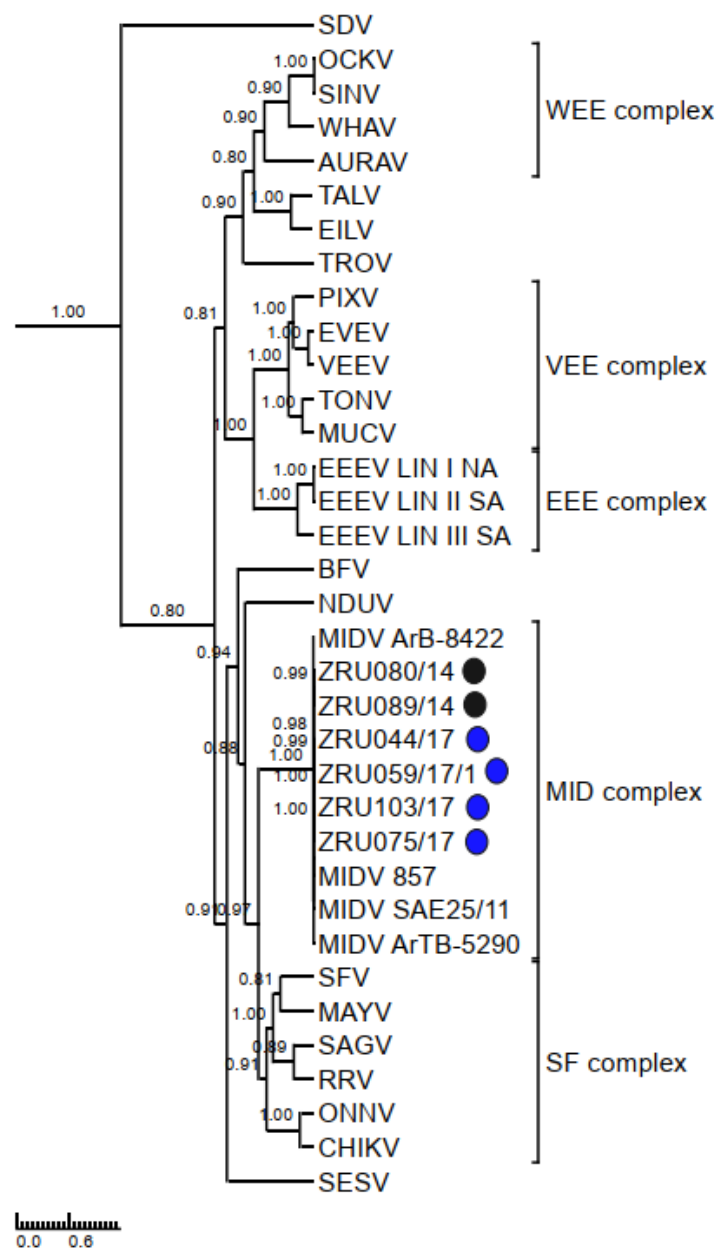 SDV
OCKV
1.00
SINV
0.90
WEE complex
WHAV
0.90
AURAV
0.80
TALV
1.00
0.90
EILV
TROV
PIXV
1.00
0.81
1.00
EVEV
1.00
VEEV
VEE complex
1.00
TONV
1.00
MUCV
1.00
EEEV LIN I NA
1.00
EEEV LIN II SA
1.00
EEE complex
EEEV LIN III SA
BFV
0.80
NDUV
MIDV ArB-8422
0.94
0.99
ZRU080/14
ZRU089/14
0.98
0.99
ZRU044/17
0.88
1.00
1.00
ZRU059/17/1
MID complex
1.00
ZRU103/17
ZRU075/17
MIDV 857
0.91
0.97
MIDV SAE25/11
MIDV ArTB-5290
SFV
0.81
MAYV
1.00
SAGV
0.89
0.91
SF complex
RRV
ONNV
1.00
CHIKV
SESV
0.0 0.6